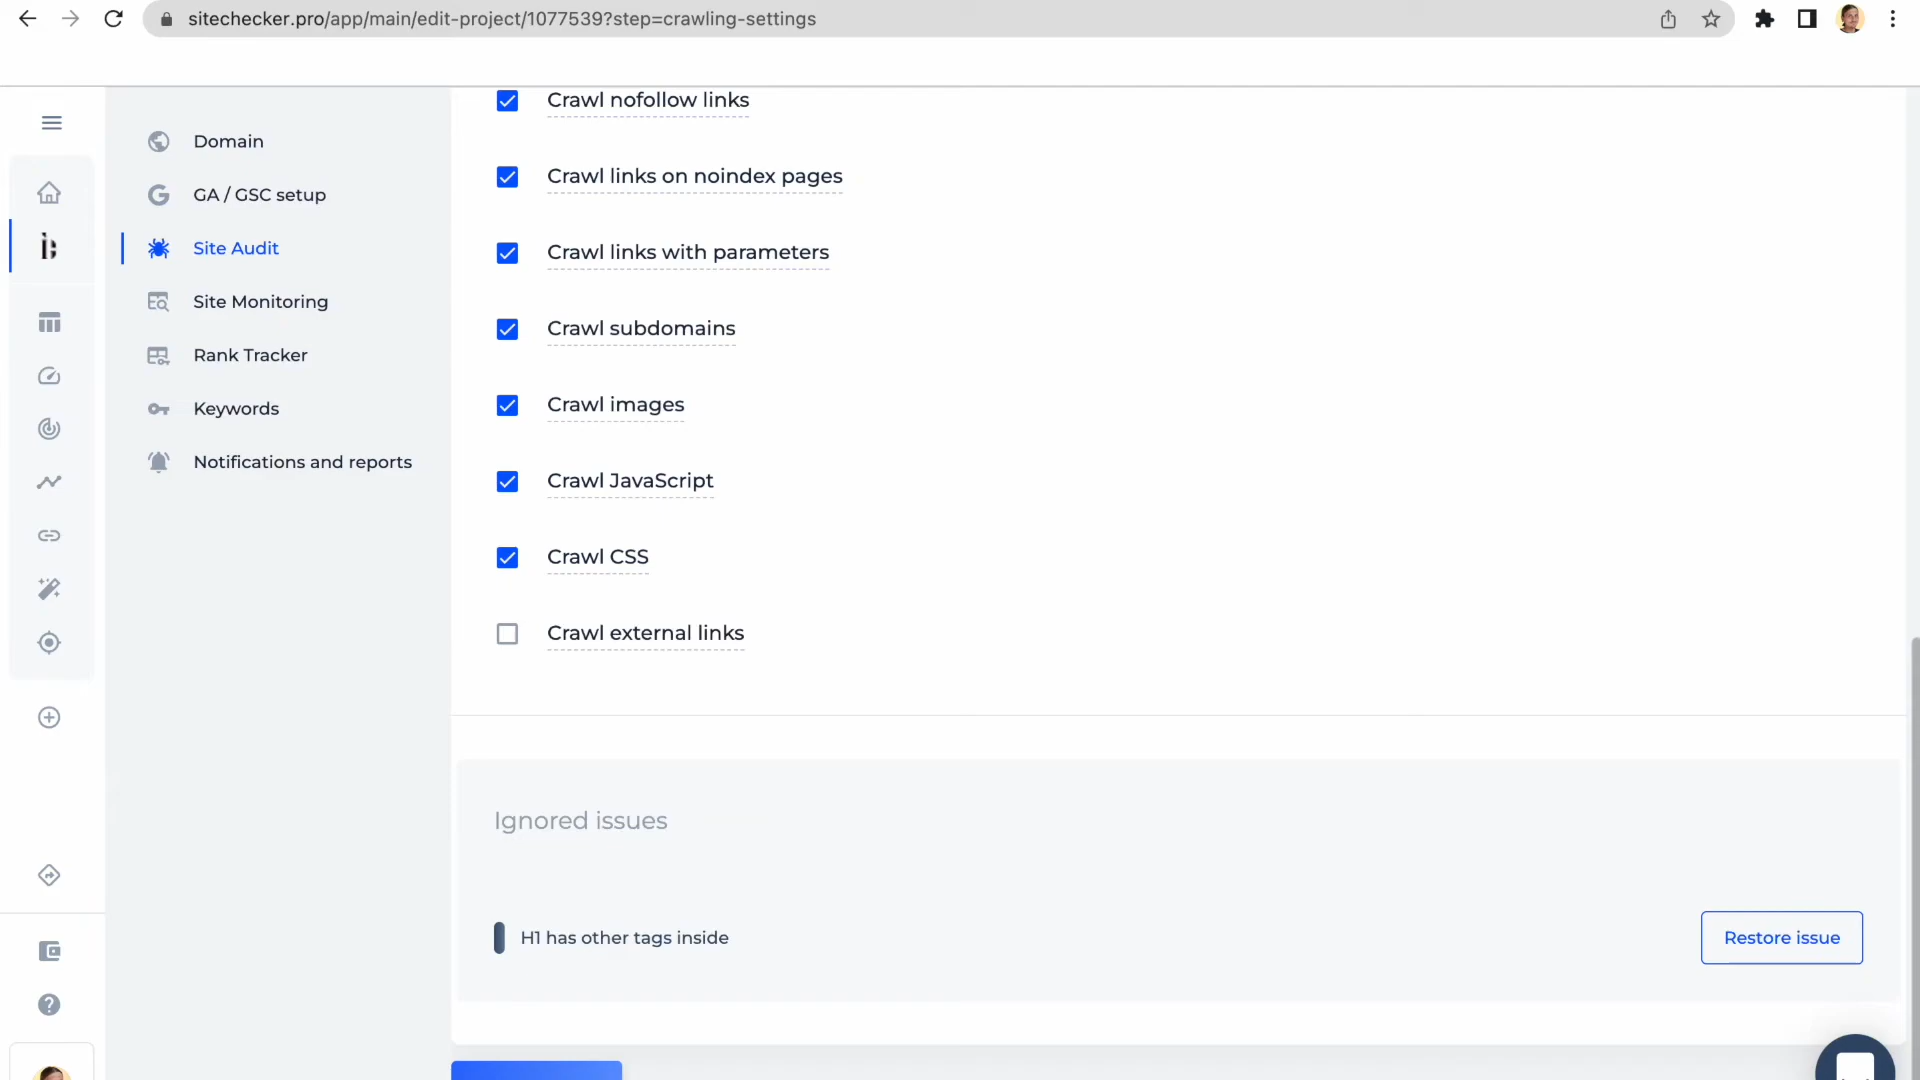 sitechecker.pro/app/main/edit-project/1077539?step=crawling-settings
Domain
GA / GSC setup
Site Audit
Site Monitoring
Rank Tracker
Keywords
Notifications and reports
Crawl nofollow links
Crawl links on noindex pages
Crawl links with parameters
Crawl subdomains
Crawl images
Crawl JavaScript
Crawl CSS
Crawl external links
Ignored issues
H1 has other tags inside
Restore issue